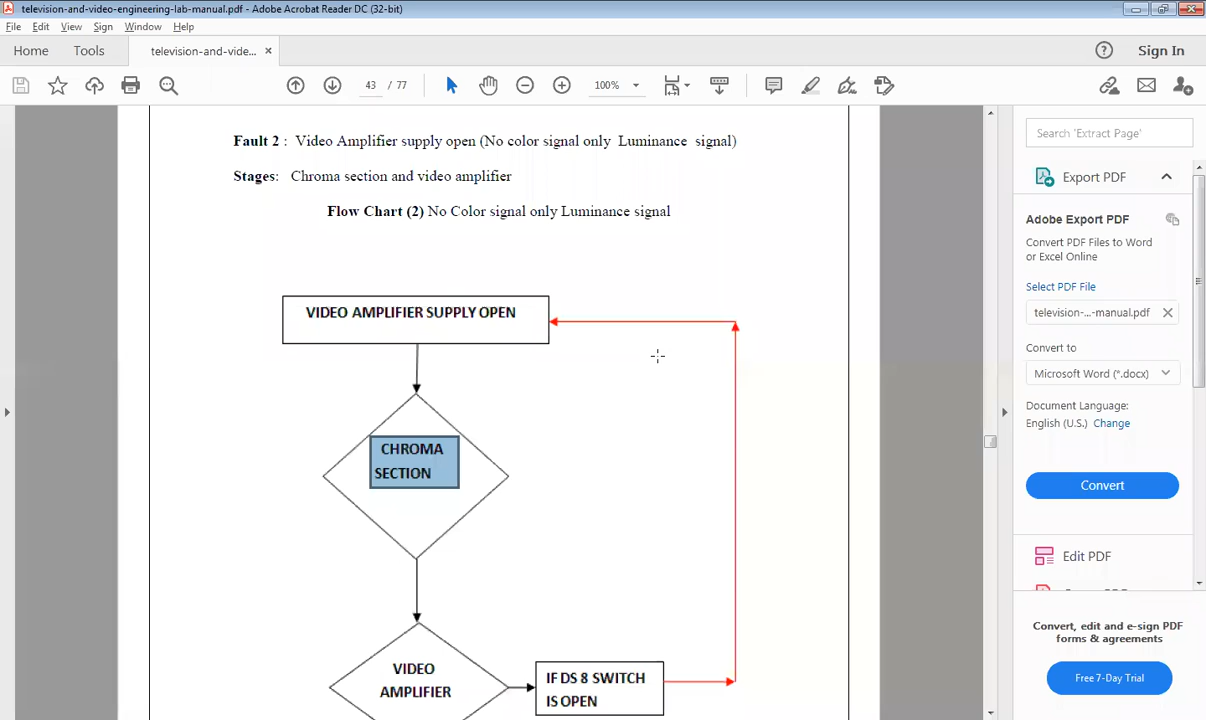 television-and-video-engineering-lab-manual.pdf - Adobe Acrobat Reader DC (32-bit)
File Edit View Sign Window Help
Home Tools television-and-vide... ×
Sign In
43 / 77
100%
Fault 2 : Video Amplifier supply open (No color signal only Luminance signal)
Stages: Chroma section and video amplifier
Flow Chart (2) No Color signal only Luminance signal
VIDEO AMPLIFIER SUPPLY OPEN
CHROMA
SECTION
VIDEO
AMPLIFIER
IF DS 8 SWITCH
IS OPEN
Search 'Extract Page'
Export PDF
Adobe Export PDF
Convert PDF Files to Word
or Excel Online
Select PDF File
television-...-manual.pdf ×
Convert to
Microsoft Word (*.docx)
Document Language:
English (U.S.) Change
Convert
Edit PDF
Convert, edit and e-sign PDF
forms & agreements
Free 7-Day Trial